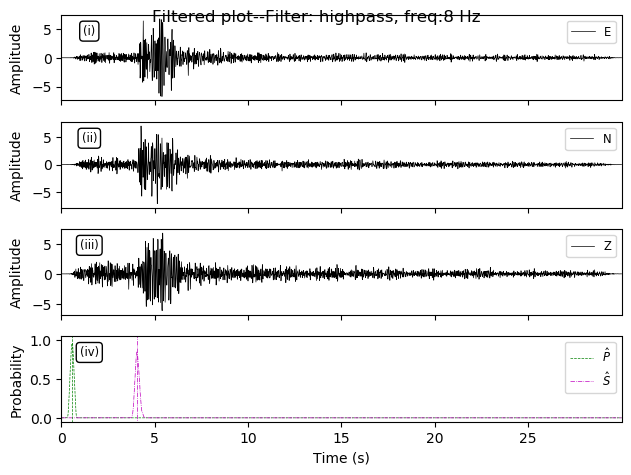 Filtered plot--Filter: highpass, freq:8 Hz
Amplitude
5
0
−5
(i)
E
Amplitude
5
0
−5
(ii)
N
Amplitude
5
0
−5
(iii)
Z
Probability
1.0
0.5
0.0
(iv)
P̂
Ŝ
0 5 10 15 20 25
Time (s)